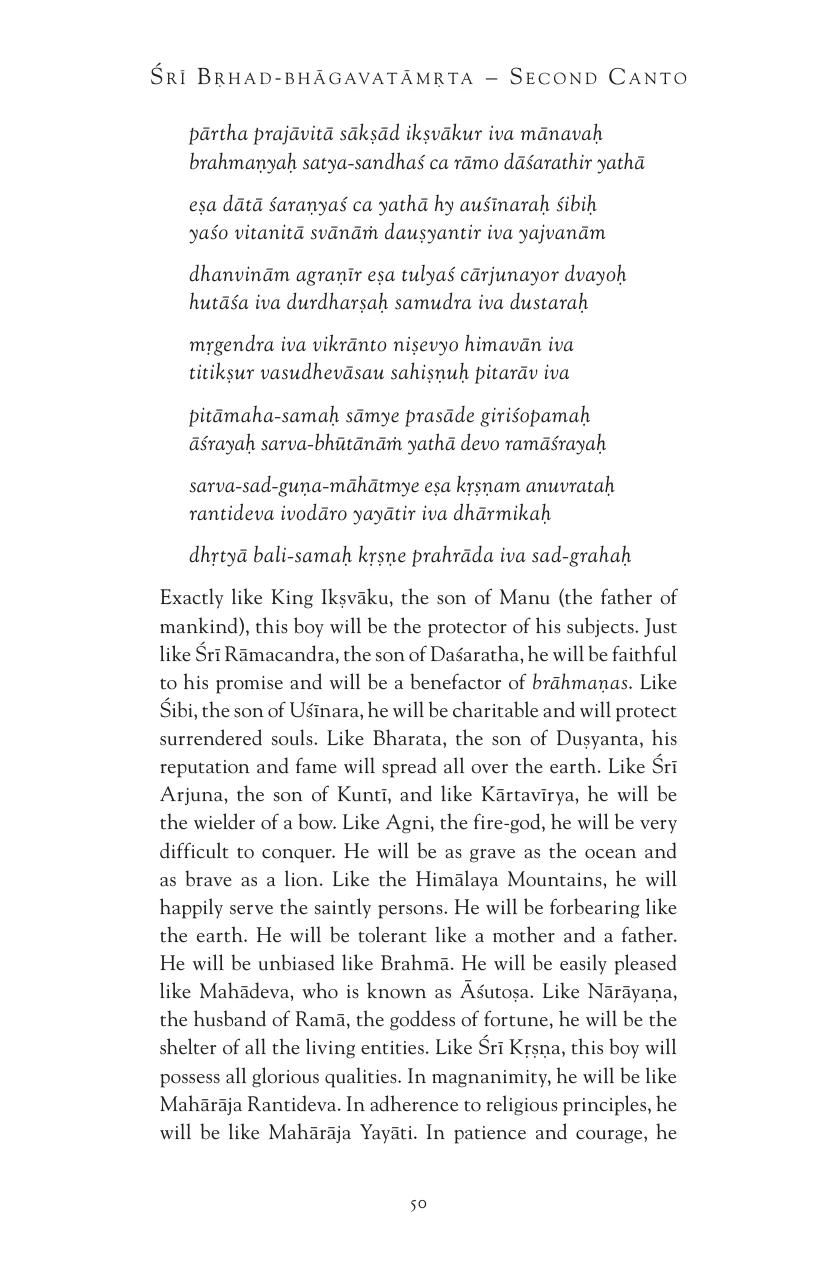 Śrī Bṛhad-bhāgavatāmṛta – Second Canto
pārtha prajāvitā sākṣād ikṣvākur iva mānavaḥ
brahmaṇyaḥ satya-sandhaś ca rāmo dāśarathir yathā
eṣa dātā śaraṇyaś ca yathā hy auśīnaraḥ śibiḥ
yaśo vitanitā svānāṁ dauṣyantir iva yajvanām
dhanvinām agraṇīr eṣa tulyaś cārjunayor dvayoḥ
hutāśa iva durdharṣaḥ samudra iva dustaraḥ
mṛgendra iva vikrānto niṣevyo himavān iva
titikṣur vasudhevāsau sahiṣṇuḥ pitarāv iva
pitāmaha-samaḥ sāmye prasāde giriśopamaḥ
āśrayaḥ sarva-bhūtānāṁ yathā devo ramāśrayaḥ
sarva-sad-guṇa-māhātmye eṣa kṛṣṇam anuvrataḥ
rantideva ivodāro yayātir iva dhārmikaḥ
dhṛtyā bali-samaḥ kṛṣṇe prahrāda iva sad-grahaḥ
Exactly like King Ikṣvāku, the son of Manu (the father of
mankind), this boy will be the protector of his subjects. Just
like Śrī Rāmacandra, the son of Daśaratha, he will be faithful
to his promise and will be a benefactor of brāhmaṇas. Like
Śibi, the son of Uśīnara, he will be charitable and will protect
surrendered souls. Like Bharata, the son of Duṣyanta, his
reputation and fame will spread all over the earth. Like Śrī
Arjuna, the son of Kuntī, and like Kārtavīrya, he will be
the wielder of a bow. Like Agni, the fire-god, he will be very
difficult to conquer. He will be as grave as the ocean and
as brave as a lion. Like the Himālaya Mountains, he will
happily serve the saintly persons. He will be forbearing like
the earth. He will be tolerant like a mother and a father.
He will be unbiased like Brahmā. He will be easily pleased
like Mahādeva, who is known as Āśutoṣa. Like Nārāyaṇa,
the husband of Ramā, the goddess of fortune, he will be the
shelter of all the living entities. Like Śrī Kṛṣṇa, this boy will
possess all glorious qualities. In magnanimity, he will be like
Mahārāja Rantideva. In adherence to religious principles, he
will be like Mahārāja Yayāti. In patience and courage, he
50